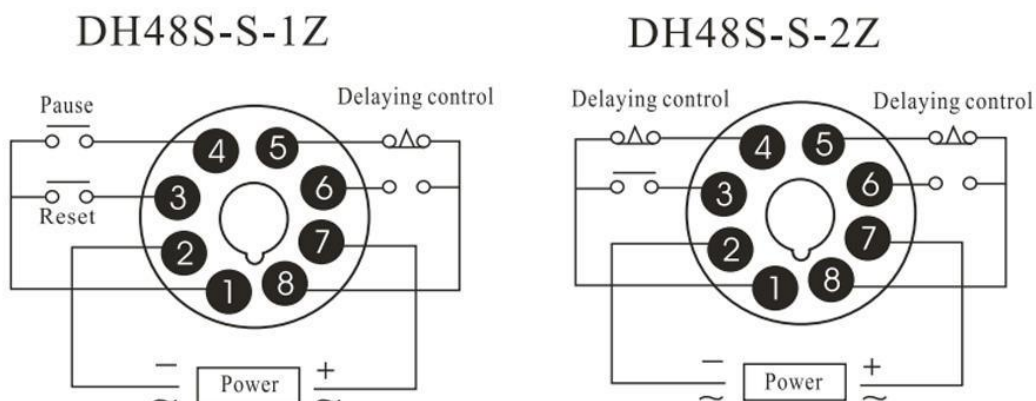 DH48S-S-1Z
Pause
Delaying control
4 5
3 6
Reset
2 7
1 8
− +
Power
~ ~
DH48S-S-2Z
Delaying control Delaying control
4 5
3 6
2 7
1 8
− +
Power
~ ~